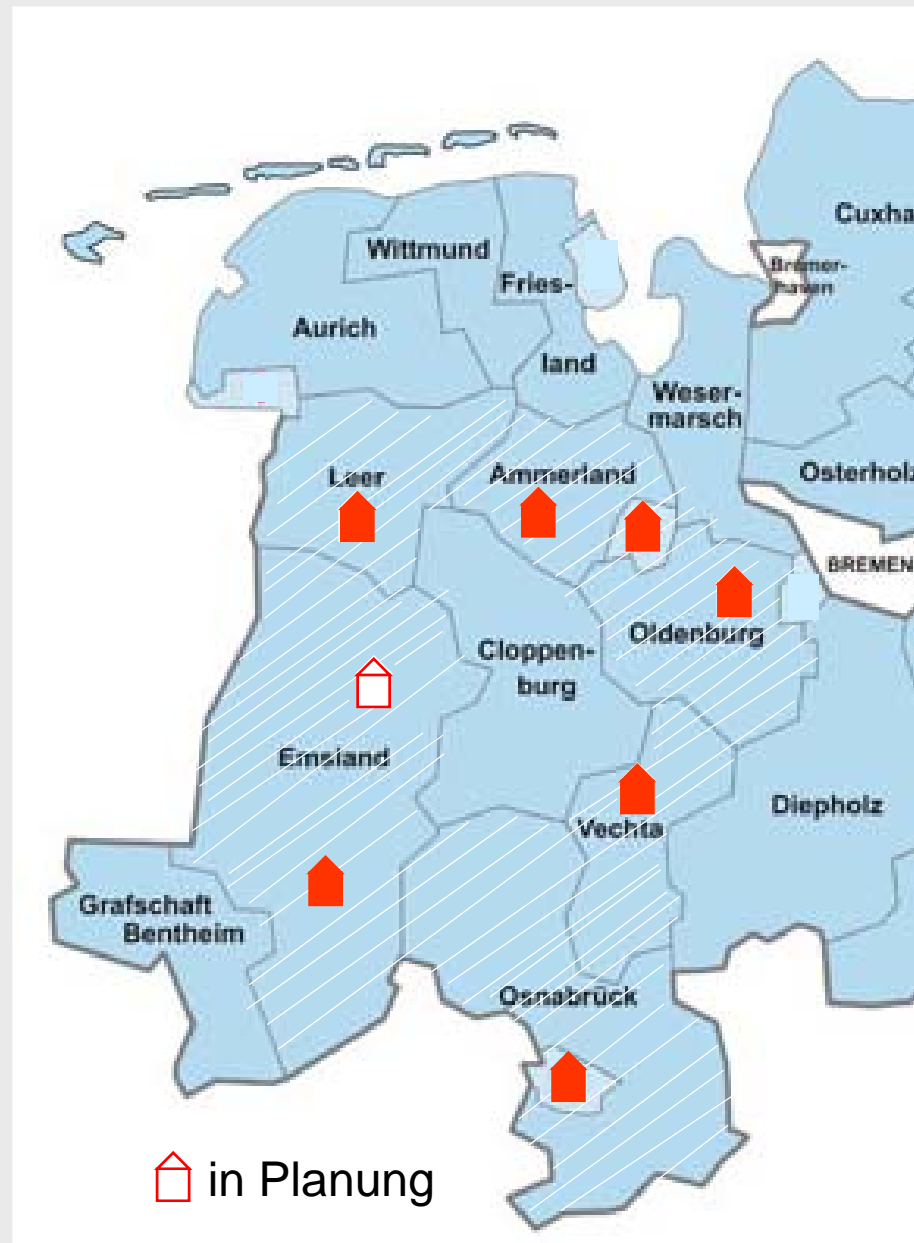 Cuxha
Wittmund
Bremer-
haven
Fries-
Aurich
land
Weser-
marsch
Leer
Ammerland
Osterholz
BREMEN
Oldenburg
Cloppen-
burg
Emsland
Diepholz
Vechta
Grafschaft
Bentheim
Osnabrück
in Planung